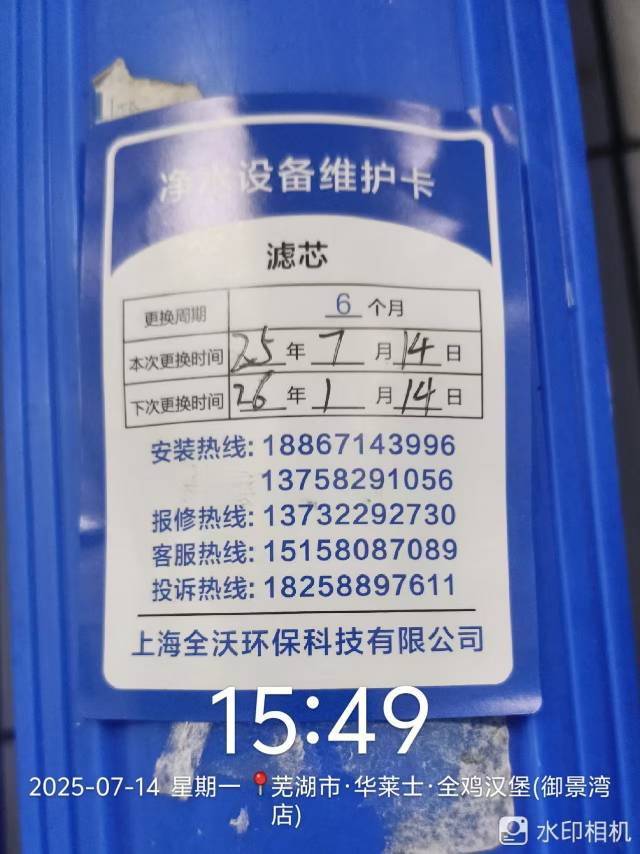 净水设备维护卡
滤芯
更换周期 6 个月
本次更换时间 25 年 7 月 14 日
下次更换时间 26 年 1 月 14 日
安装热线: 18867143996
13758291056
报修热线: 13732292730
客服热线: 15158087089
投诉热线: 18258897611
上海全沃环保科技有限公司
15:49
2025-07-14 星期一 芜湖市·华莱士·全鸡汉堡(御景湾
店)
水印相机